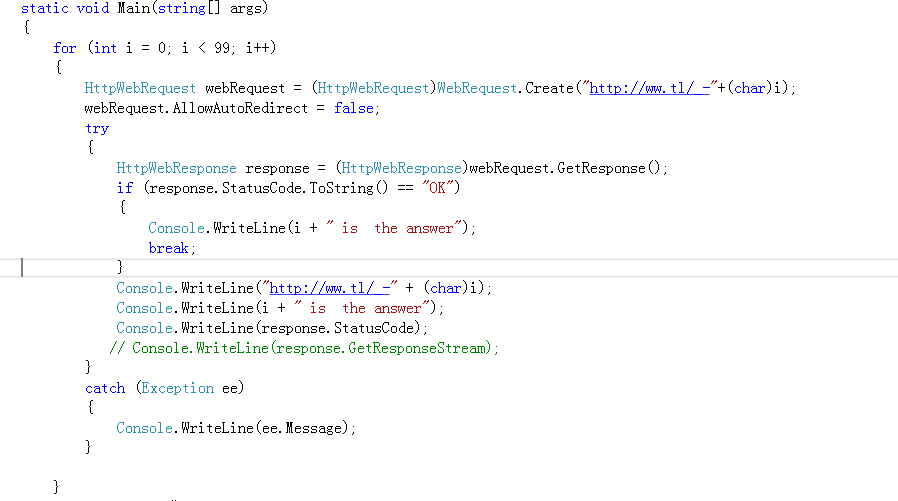 static void Main(string[] args)
{
for (int i = 0; i < 99; i++)
{
HttpWebRequest webRequest = (HttpWebRequest)WebRequest.Create("http://ww.tl/_-"+(char)i);
webRequest.AllowAutoRedirect = false;
try
{
HttpWebResponse response = (HttpWebResponse)webRequest.GetResponse();
if (response.StatusCode.ToString() == "OK")
{
Console.WriteLine(i + " is  the answer");
break;
}
Console.WriteLine("http://ww.tl/_-" + (char)i);
Console.WriteLine(i + " is  the answer");
Console.WriteLine(response.StatusCode);
// Console.WriteLine(response.GetResponseStream);
}
catch (Exception ee)
{
Console.WriteLine(ee.Message);
}
}